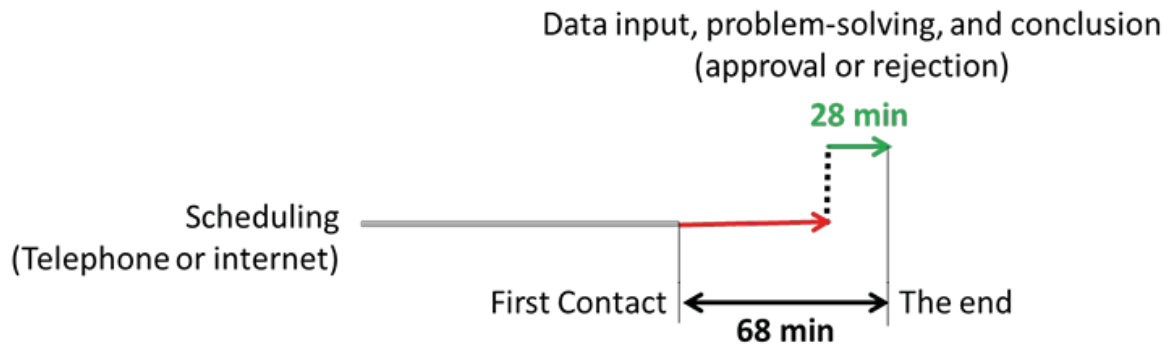 Data input, problem-solving, and conclusion
(approval or rejection)
28 min
Scheduling
(Telephone or internet)
First Contact
The end
68 min